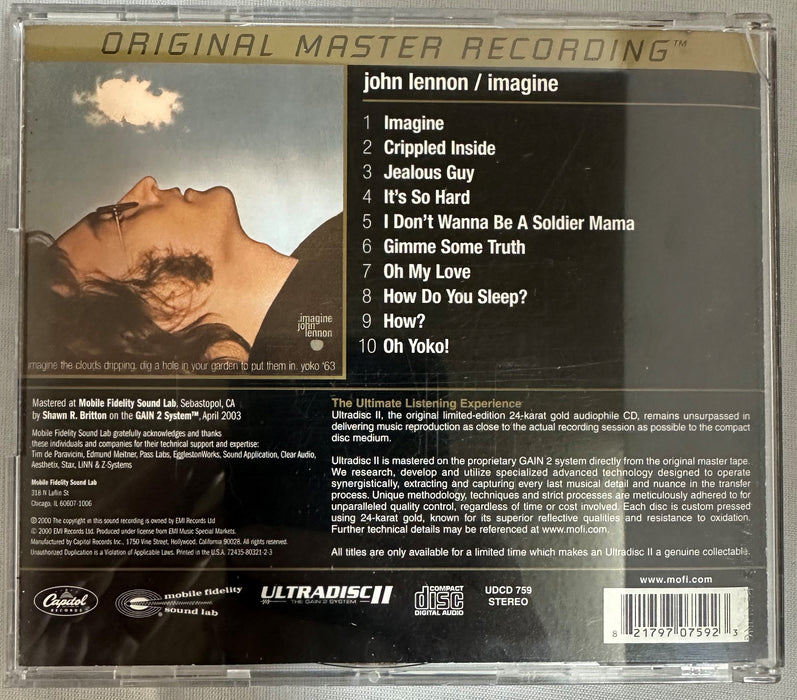 ORIGINAL MASTER RECORDING™
john lennon / imagine
1 Imagine
2 Crippled Inside
3 Jealous Guy
4 It's So Hard
5 I Don't Wanna Be A Soldier Mama
6 Gimme Some Truth
7 Oh My Love
8 How Do You Sleep?
9 How?
10 Oh Yoko!
imagine
john
lennon
imagine the clouds dripping. dig a hole in your garden to put them in. yoko '63
Mastered at Mobile Fidelity Sound Lab, Sebastopol, CA
by Shawn R. Britton on the GAIN 2 System™, April 2003
Mobile Fidelity Sound Lab gratefully acknowledges and thanks
these individuals and companies for their technical support and expertise:
Tim de Paravicini, Edmund Meitner, Pass Labs, EgglestonWorks, Sound Application, Clear Audio,
Aesthetix, Stax, LINN & Z-Systems
Mobile Fidelity Sound Lab
318 N Laflin St
Chicago, IL 60607-1006
℗ 2000 The copyright in this sound recording is owned by EMI Records Ltd
© 2000 EMI Records Ltd. Produced under license from EMI Music Special Markets.
Manufactured by Capitol Records Inc., 1750 Vine Street, Hollywood, California 90028. All rights reserved.
Unauthorized Duplication is a Violation of Applicable Laws. Printed in the U.S.A. 72435-80321-2-3
The Ultimate Listening Experience
Ultradisc II, the original limited-edition 24-karat gold audiophile CD, remains unsurpassed in
delivering music reproduction as close to the actual recording session as possible to the compact
disc medium.
Ultradisc II is mastered on the proprietary GAIN 2 system directly from the original master tape.
We research, develop and utilize specialized advanced technology designed to operate
synergistically, extracting and capturing every last musical detail and nuance in the transfer
process. Unique methodology, techniques and strict processes are meticulously adhered to for
unparalleled quality control, regardless of time or cost involved. Each disc is custom pressed
using 24-karat gold, known for its superior reflective qualities and resistance to oxidation.
Further technical details may be referenced at www.mofi.com.
All titles are only available for a limited time which makes an Ultradisc II a genuine collectable.
Capitol
RECORDS
mobile fidelity
sound lab
ULTRADISC II
THE GAIN 2 SYSTEM
COMPACT
disc
DIGITAL AUDIO
UDCD 759
STEREO
www.mofi.com
8 21797 07592 3